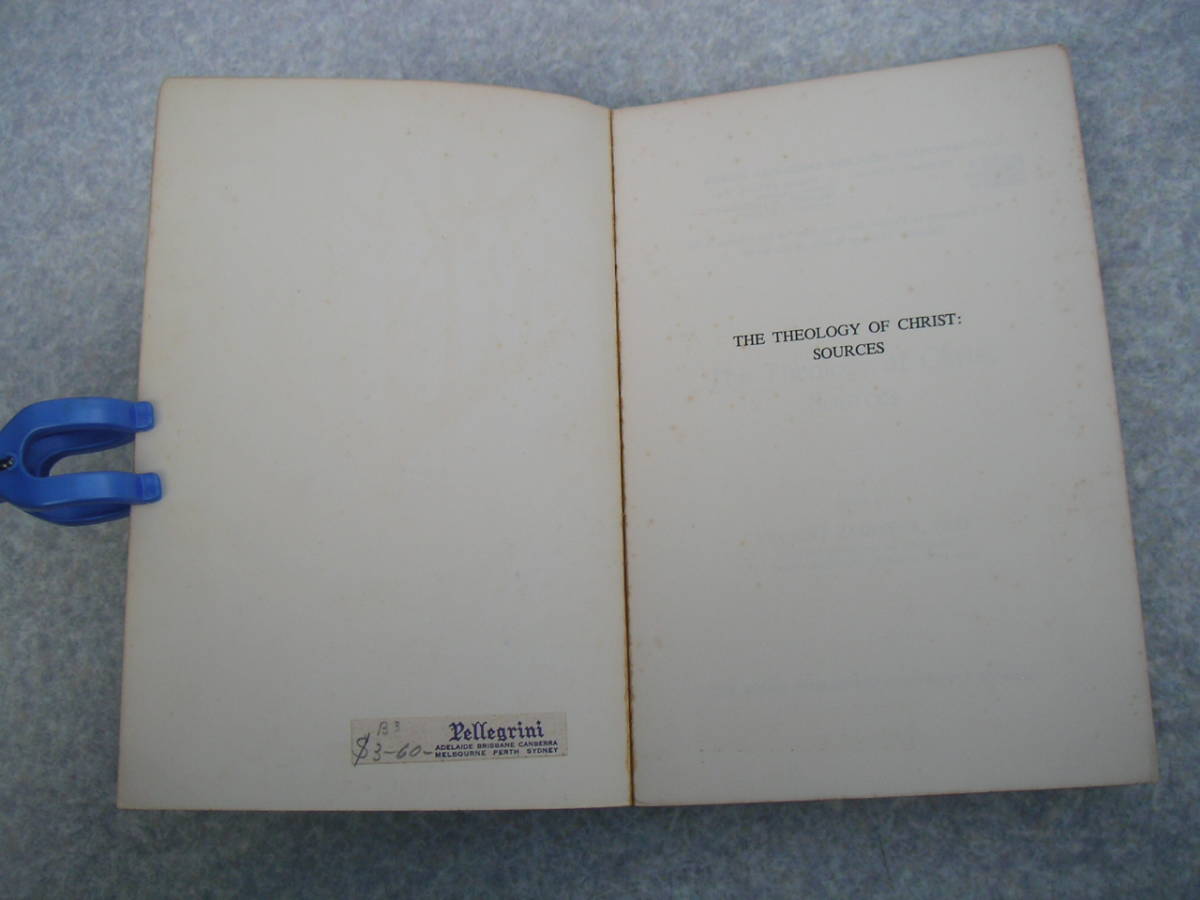 B3
$3-60-
Pellegrini
ADELAIDE BRISBANE CANBERRA
MELBOURNE PERTH SYDNEY
THE THEOLOGY OF CHRIST:
SOURCES